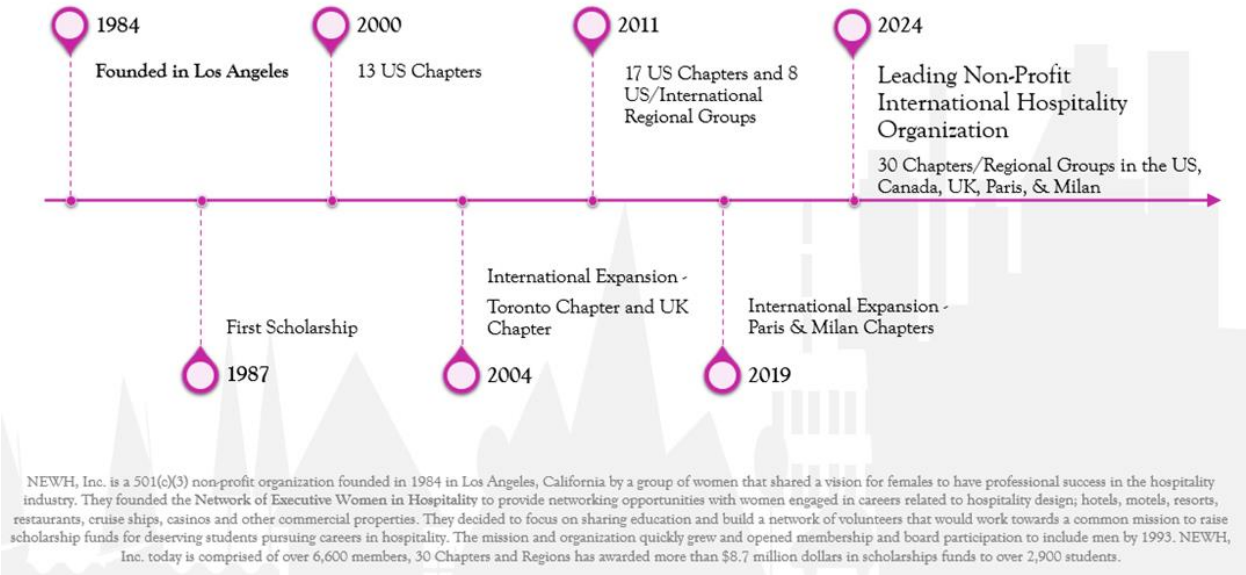 1984
Founded in Los Angeles
2000
13 US Chapters
2011
17 US Chapters and 8
US/International
Regional Groups
2024
Leading Non-Profit
International Hospitality
Organization
30 Chapters/Regional Groups in the US,
Canada, UK, Paris, & Milan
First Scholarship
1987
International Expansion -
Toronto Chapter and UK
Chapter
2004
International Expansion -
Paris & Milan Chapters
2019
NEWH, Inc. is a 501(c)(3) non-profit organization founded in 1984 in Los Angeles, California by a group of women that shared a vision for females to have professional success in the hospitality
industry. They founded the Network of Executive Women in Hospitality to provide networking opportunities with women engaged in careers related to hospitality design; hotels, motels, resorts,
restaurants, cruise ships, casinos and other commercial properties. They decided to focus on sharing education and build a network of volunteers that would work towards a common mission to raise
scholarship funds for deserving students pursuing careers in hospitality. The mission and organization quickly grew and opened membership and board participation to include men by 1993. NEWH,
Inc. today is comprised of over 6,600 members, 30 Chapters and Regions has awarded more than $8.7 million dollars in scholarships funds to over 2,900 students.